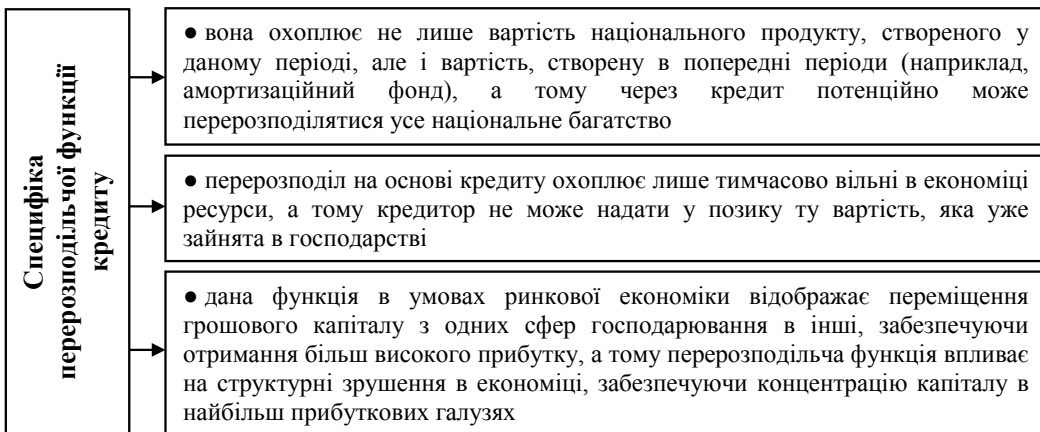 Специфіка
перерозподільчої функції
кредиту
● вона охоплює не лише вартість національного продукту, створеного у
даному періоді, але і вартість, створену в попередні періоди (наприклад,
амортизаційний фонд), а тому через кредит потенційно може
перерозподілятися усе національне багатство
● перерозподіл на основі кредиту охоплює лише тимчасово вільні в економіці
ресурси, а тому кредитор не може надати у позику ту вартість, яка уже
зайнята в господарстві
● дана функція в умовах ринкової економіки відображає переміщення
грошового капіталу з одних сфер господарювання в інші, забезпечуючи
отримання більш високого прибутку, а тому перерозподільча функція впливає
на структурні зрушення в економіці, забезпечуючи концентрацію капіталу в
найбільш прибуткових галузях